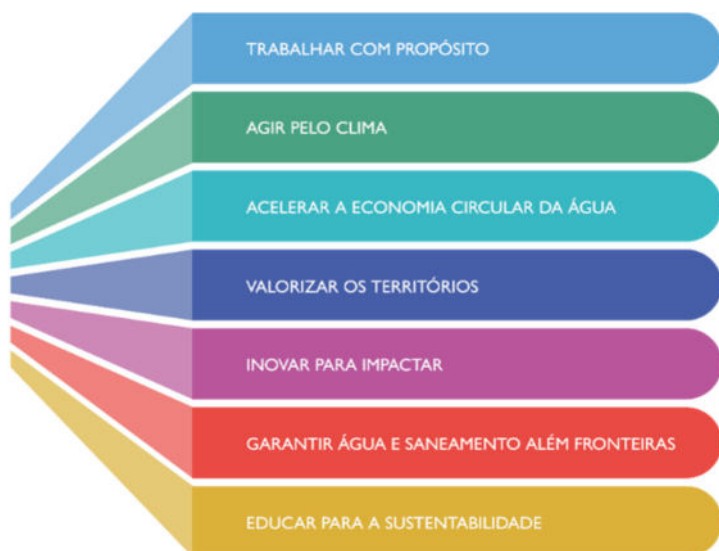 TRABALHAR COM PROPÓSITO
AGIR PELO CLIMA
ACELERAR A ECONOMIA CIRCULAR DA ÁGUA
VALORIZAR OS TERRITÓRIOS
INOVAR PARA IMPACTAR
GARANTIR ÁGUA E SANEAMENTO ALÉM FRONTEIRAS
EDUCAR PARA A SUSTENTABILIDADE